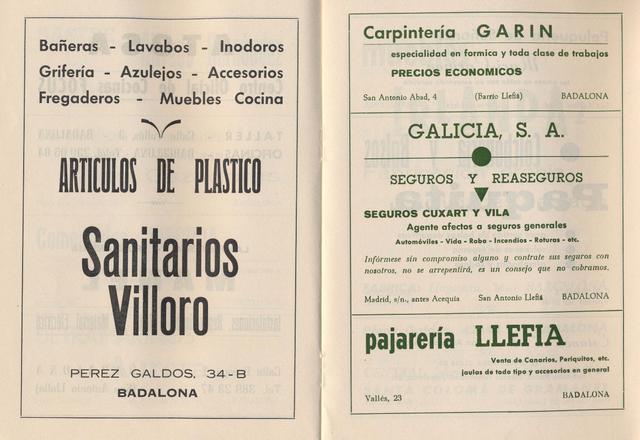 Bañeras - Lavabos - Inodoros
Grifería - Azulejos - Accesorios
Fregaderos - Muebles Cocina
ARTICULOS DE PLASTICO
Sanitarios
Villoro
PEREZ GALDOS, 34-B
BADALONA
Carpintería GARIN
especialidad en formica y toda clase de trabajos
PRECIOS ECONOMICOS
San Antonio Abad, 4 (Barrio Llefiá) BADALONA
GALICIA, S. A.
SEGUROS Y REASEGUROS
SEGUROS CUXART Y VILA
Agente afectos a seguros generales
Automóviles - Vida - Robo - Incendios - Roturas - etc.
Infórmese sin compromiso alguno y contrate sus seguros con
nosotros, no se arrepentirá, es un consejo que no cobramos.
Madrid, s/n., antes Acequia San Antonio Llefiá BADALONA
pajarería LLEFIA
Venta de Canarios, Periquitos, etc.
jaulas de todo tipo y accesorios en general
Vallés, 23 BADALONA